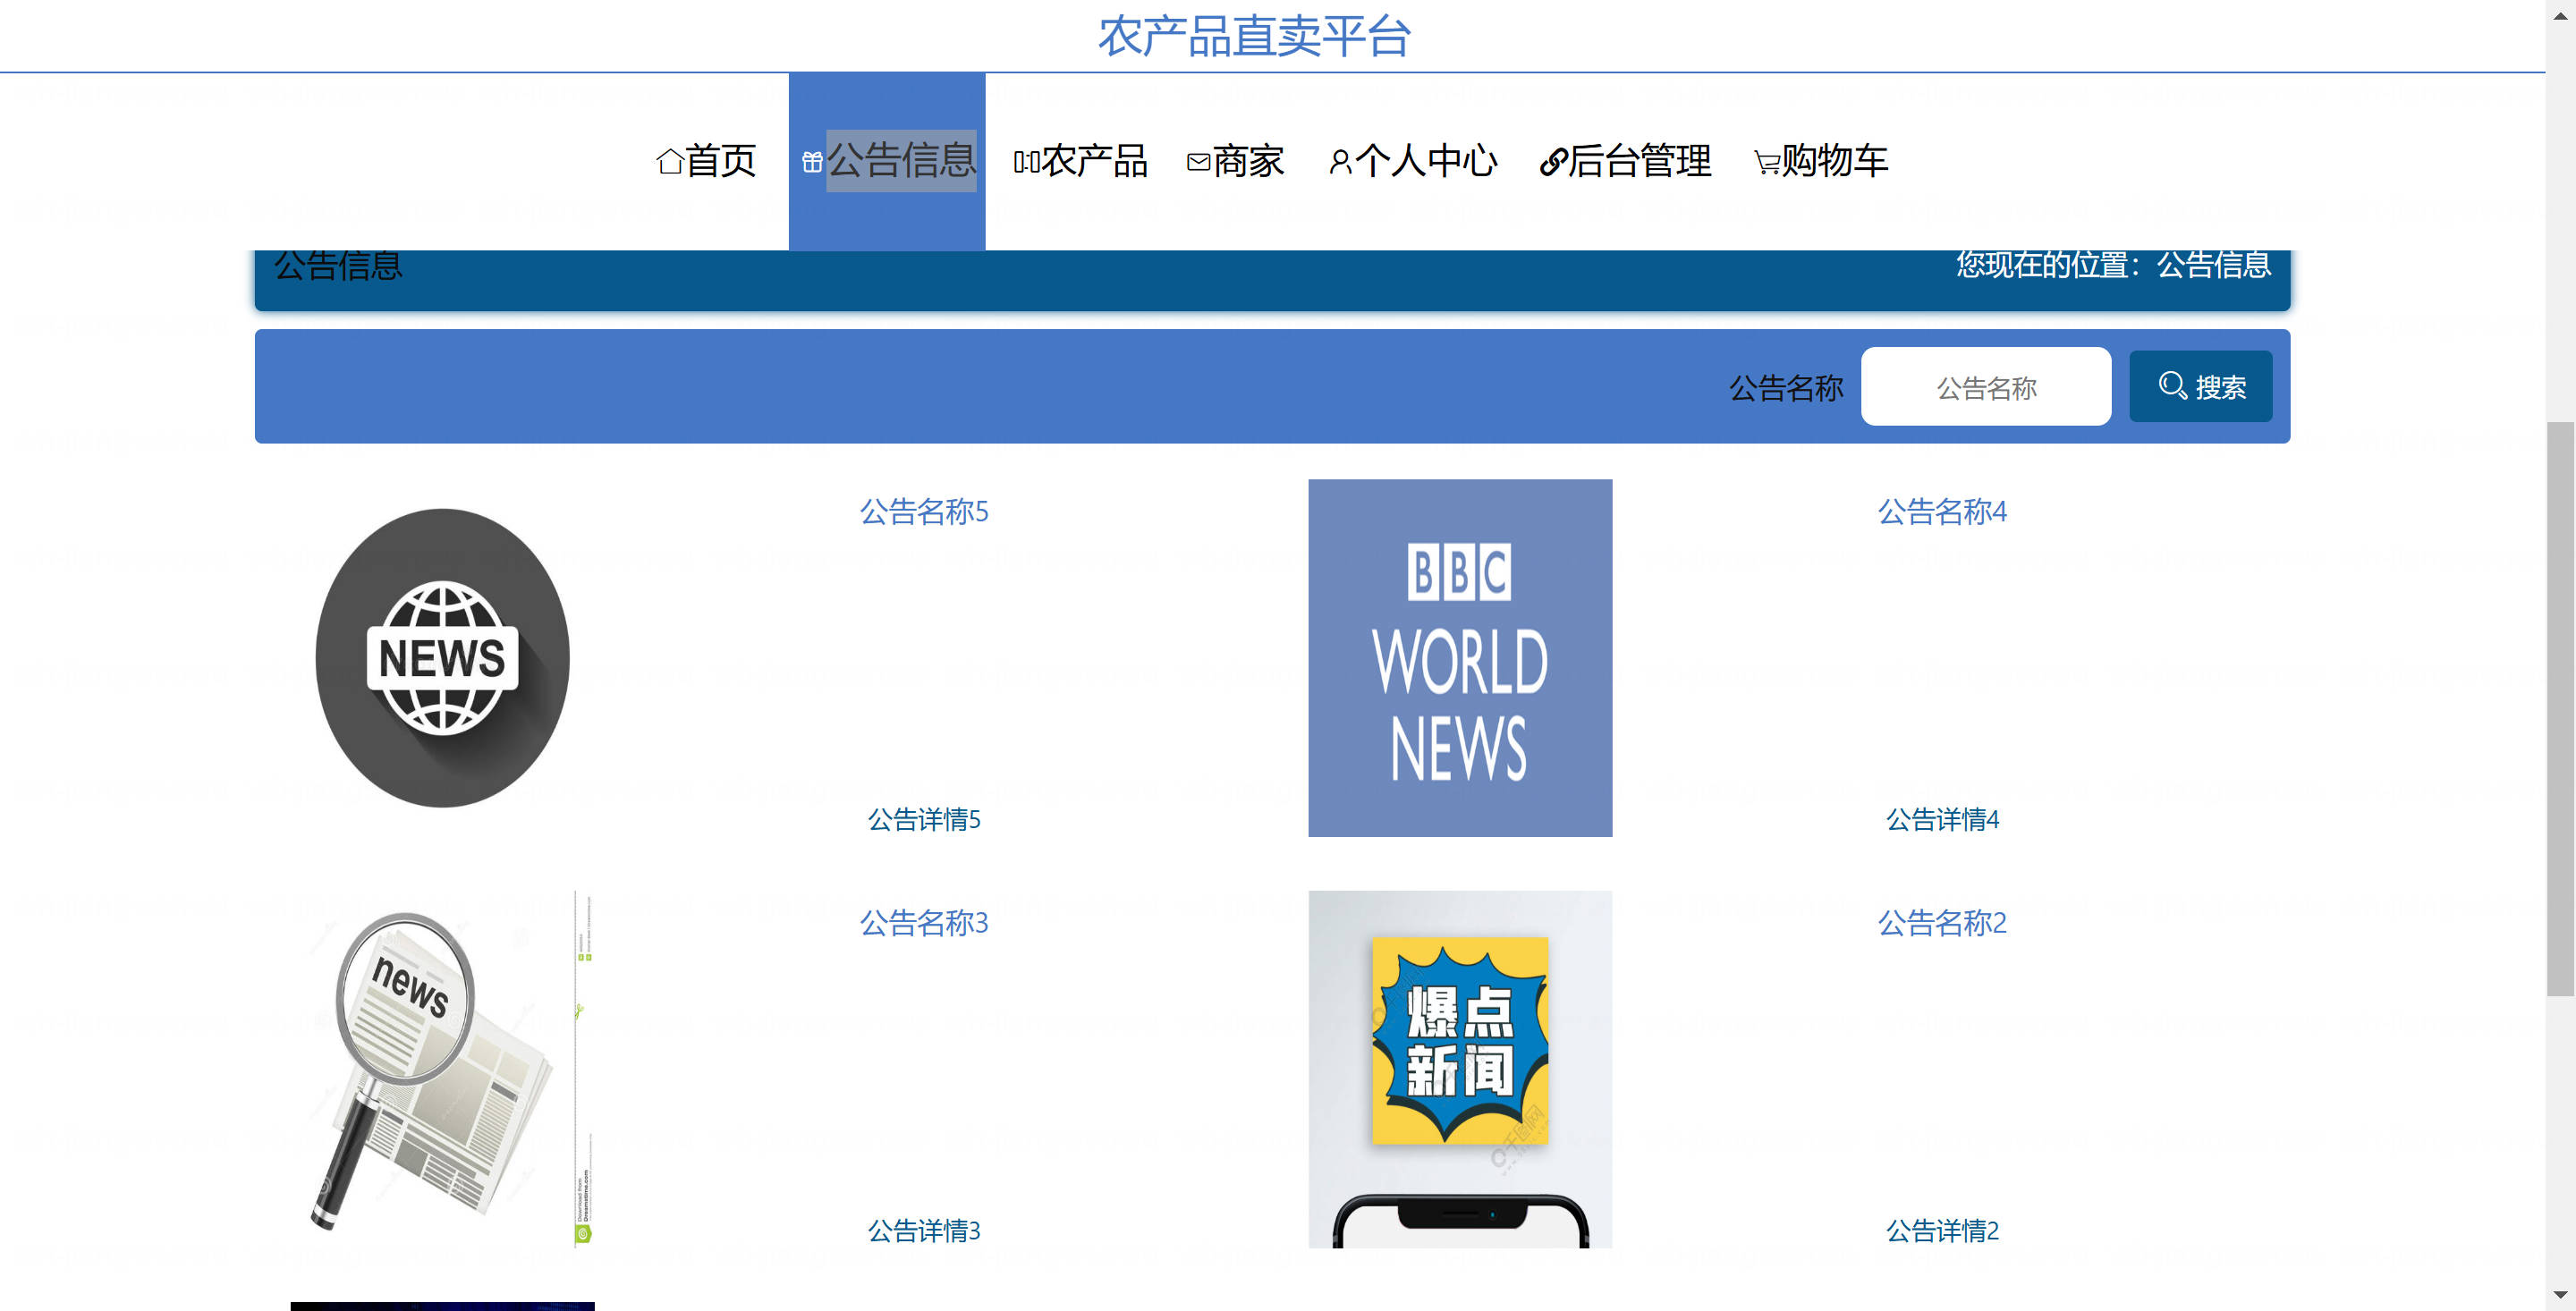 农产品直卖平台
首页 公告信息 农产品 商家 个人中心 后台管理 购物车
公告信息 您现在的位置：公告信息
公告名称 公告名称 搜索
公告名称5
NEWS
公告详情5
BBC
WORLD
NEWS
公告名称4
公告详情4
news
公告名称3
公告详情3
爆点
新闻
千图网
公告名称2
公告详情2